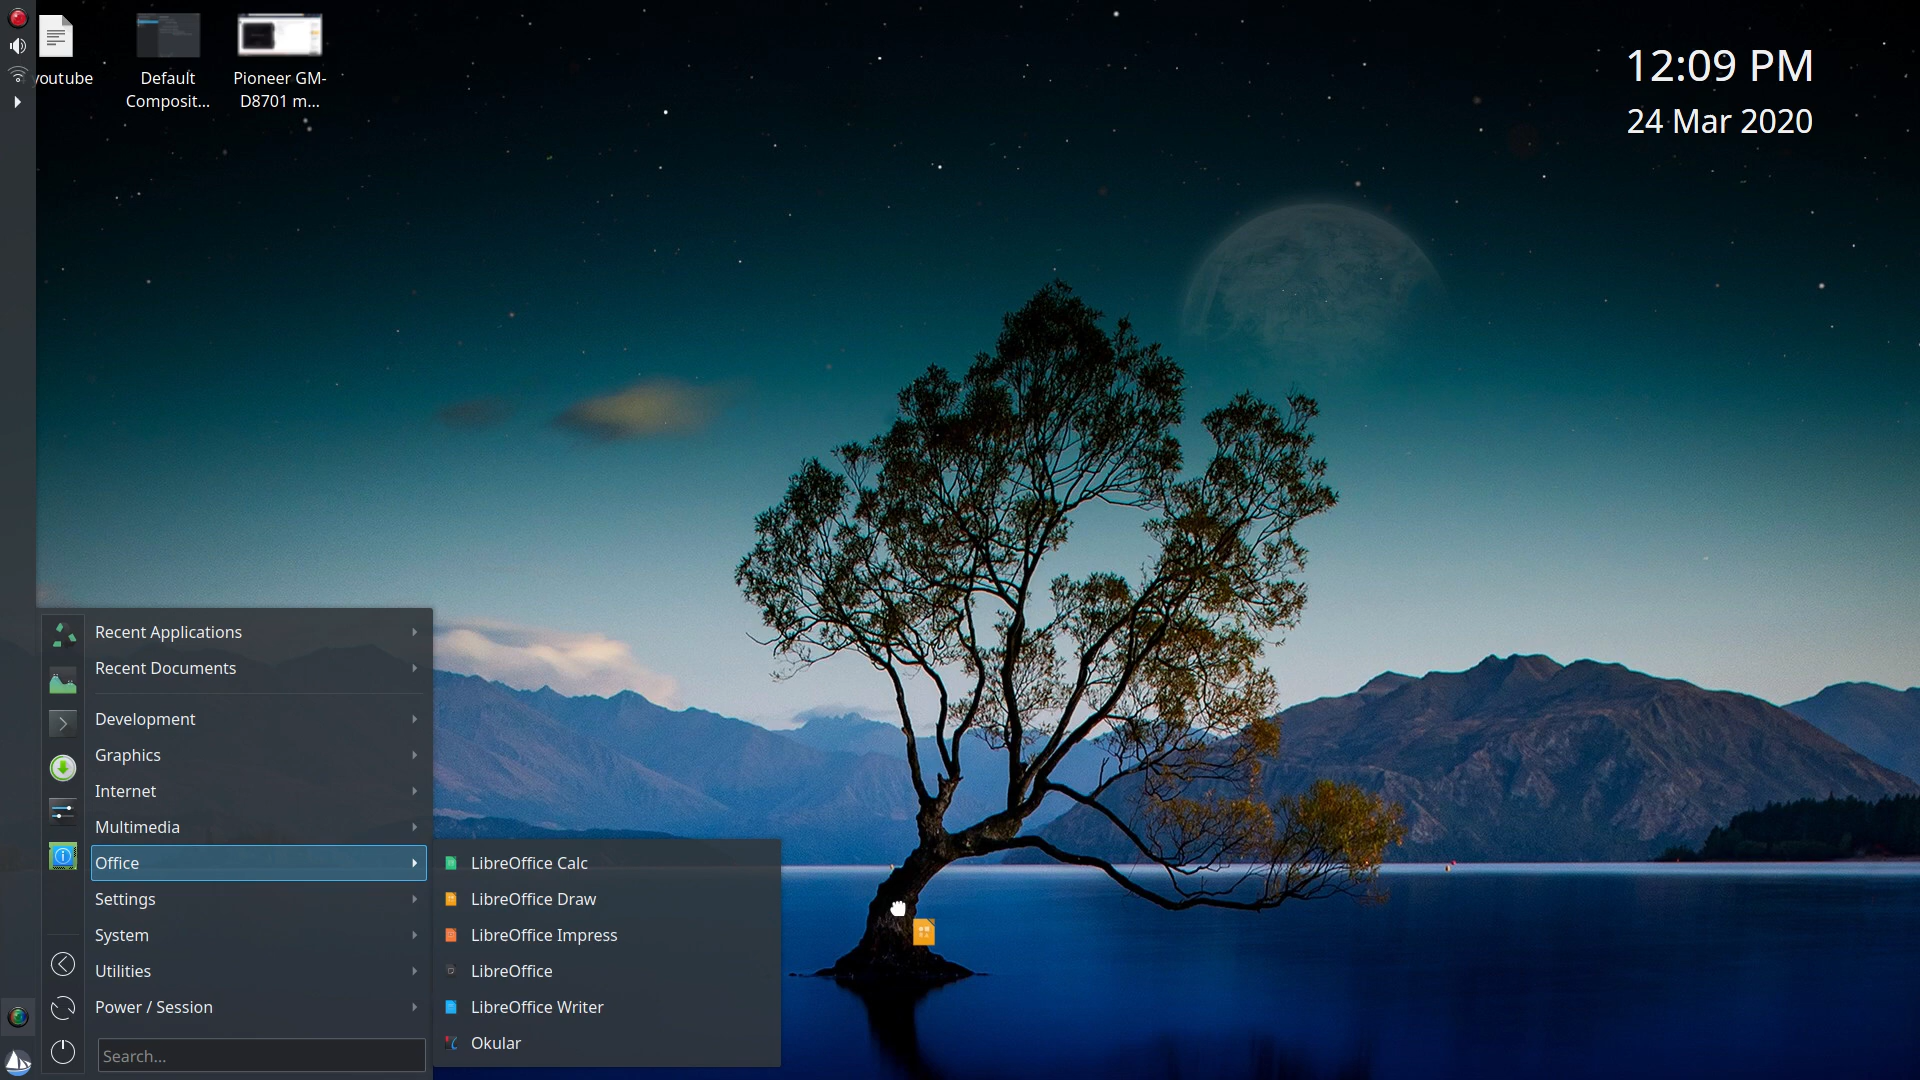 youtube
Default
Composit...
Pioneer GM-
D8701 m...
12:09 PM
24 Mar 2020
Recent Applications
Recent Documents
Development
Graphics
Internet
Multimedia
Office
Settings
System
Utilities
Power / Session
Search...
LibreOffice Calc
LibreOffice Draw
LibreOffice Impress
LibreOffice
LibreOffice Writer
Okular